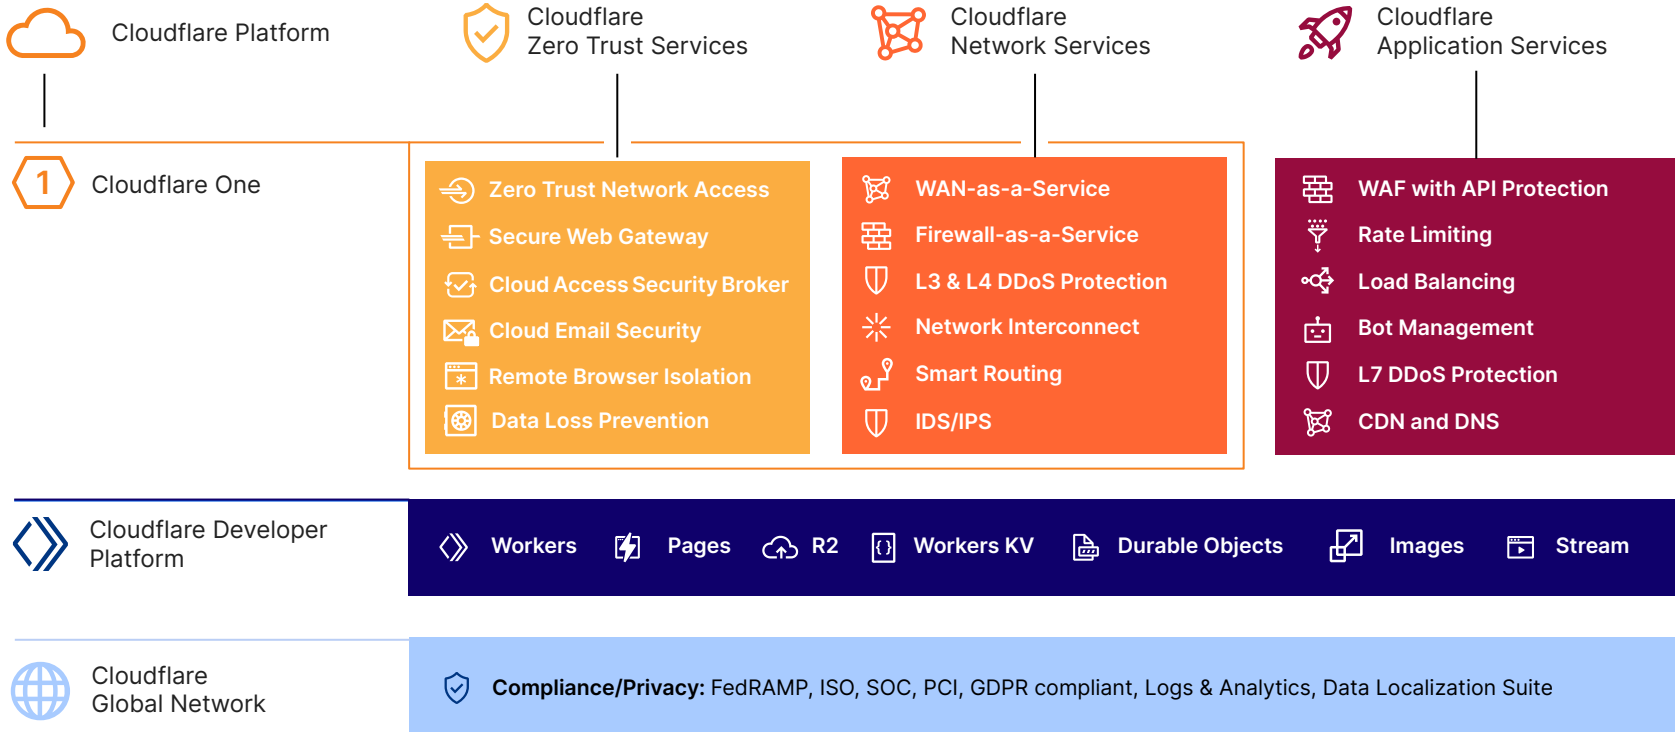 Cloudflare Platform
Cloudflare
Zero Trust Services
Cloudflare
Network Services
Cloudflare
Application Services
1
Cloudflare One
Zero Trust Network Access
Secure Web Gateway
Cloud Access Security Broker
Cloud Email Security
Remote Browser Isolation
Data Loss Prevention
WAN-as-a-Service
Firewall-as-a-Service
L3 & L4 DDoS Protection
Network Interconnect
Smart Routing
IDS/IPS
WAF with API Protection
Rate Limiting
Load Balancing
Bot Management
L7 DDoS Protection
CDN and DNS
Cloudflare Developer
Platform
Workers Pages R2 Workers KV Durable Objects Images Stream
Cloudflare
Global Network
Compliance/Privacy: FedRAMP, ISO, SOC, PCI, GDPR compliant, Logs & Analytics, Data Localization Suite